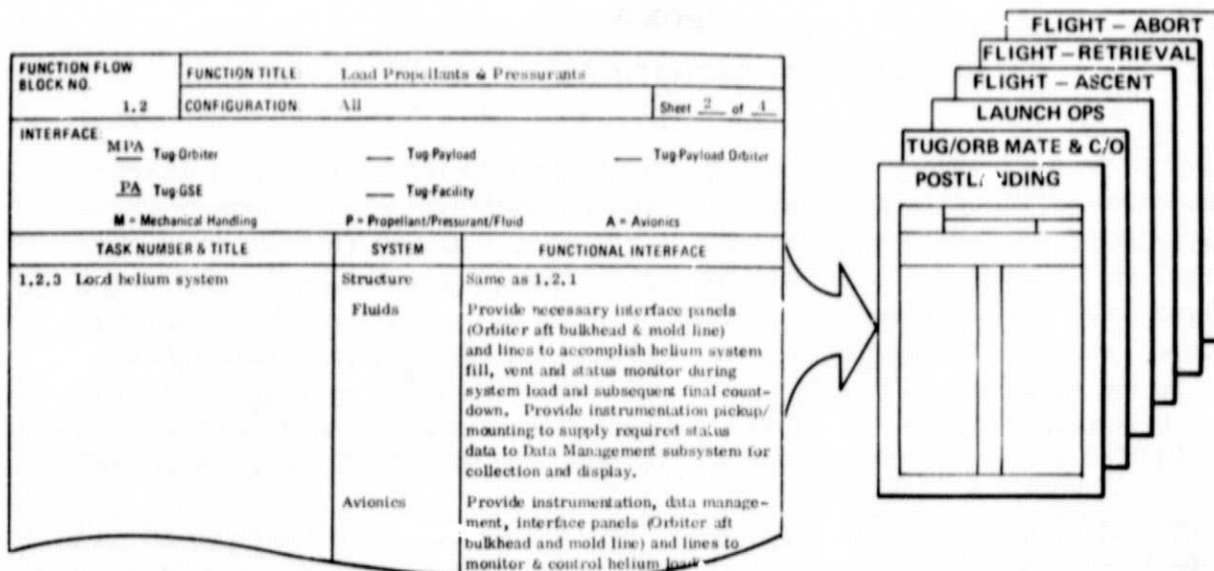 FUNCTION FLOW
BLOCK NO.
1.2
FUNCTION TITLE: Load Propellants & Pressurants
CONFIGURATION: All
Sheet 2 of 4
INTERFACE:
MPA Tug-Orbiter
Tug-Payload
Tug-Payload Orbiter
PA Tug-GSE
Tug-Facility
M = Mechanical Handling P = Propellant/Pressurant/Fluid A = Avionics
TASK NUMBER & TITLE SYSTEM FUNCTIONAL INTERFACE
1.2.3 Load helium system Structure Same as 1.2.1
Fluids Provide necessary interface panels
(Orbiter aft bulkhead & mold line)
and lines to accomplish helium system
fill, vent and status monitor during
system load and subsequent final count-
down. Provide instrumentation pickup/
mounting to supply required status
data to Data Management subsystem for
collection and display.
Avionics Provide instrumentation, data manage-
ment, interface panels (Orbiter aft
bulkhead and mold line) and lines to
monitor & control helium
FLIGHT – ABORT
FLIGHT – RETRIEVAL
FLIGHT – ASCENT
LAUNCH OPS
TUG/ORB MATE & C/O
POSTLANDING